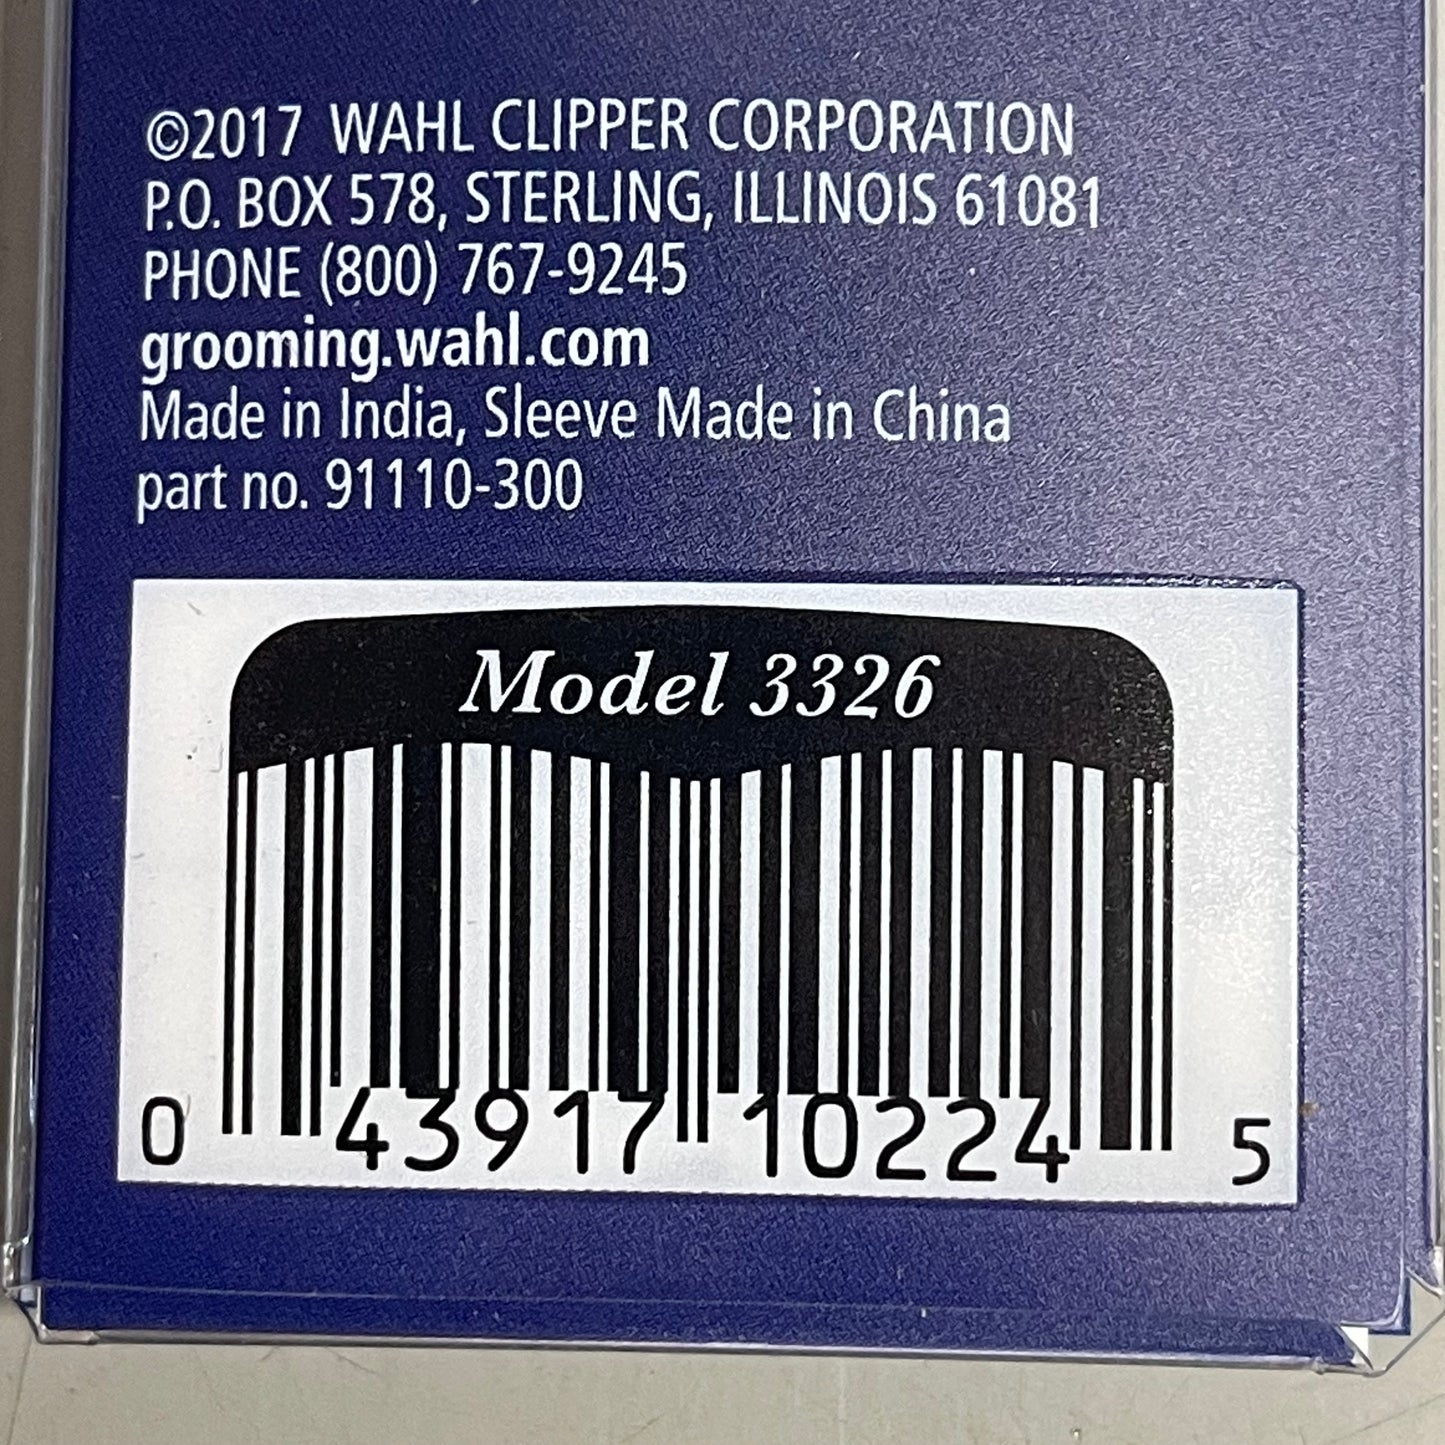 ©2017 WAHL CLIPPER CORPORATION
P.O. BOX 578, STERLING, ILLINOIS 61081
PHONE (800) 767-9245
grooming.wahl.com
Made in India, Sleeve Made in China
part no. 91110-300
Model 3326
0 43917 10224 5